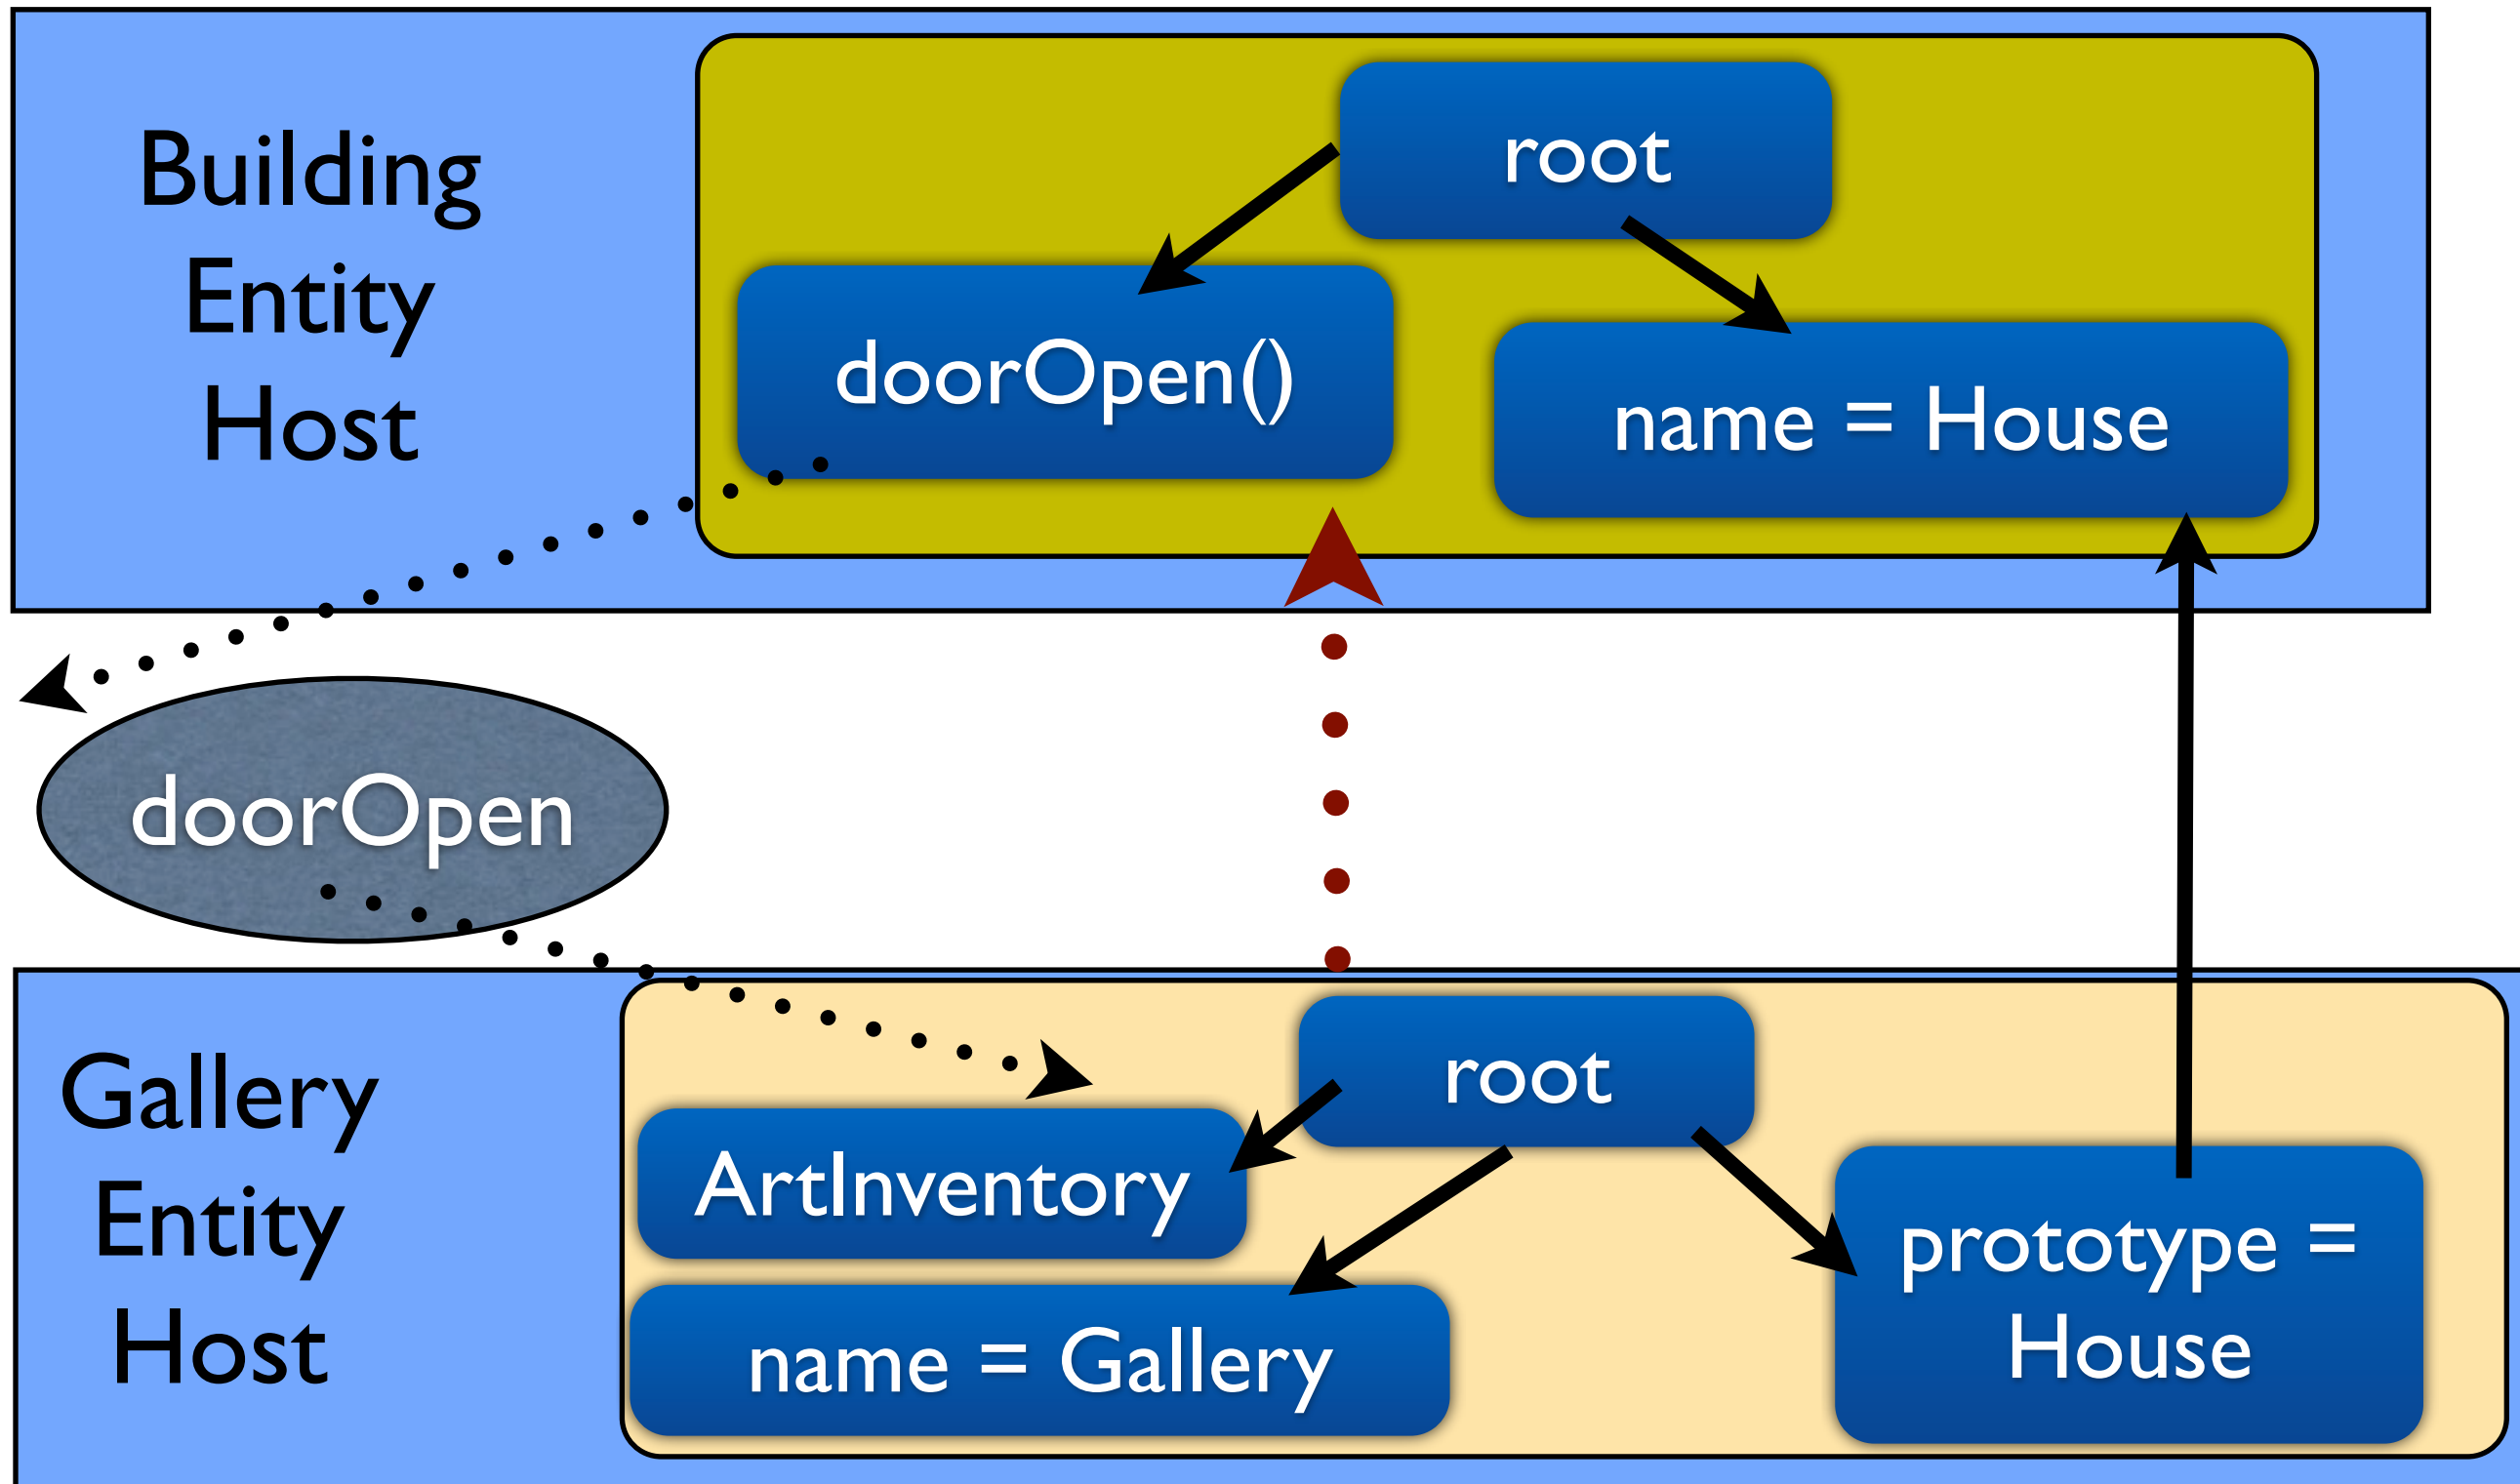 Building
Entity
Host
root
doorOpen()
name = House
doorOpen
Gallery
Entity
Host
root
ArtInventory
name = Gallery
prototype =
House